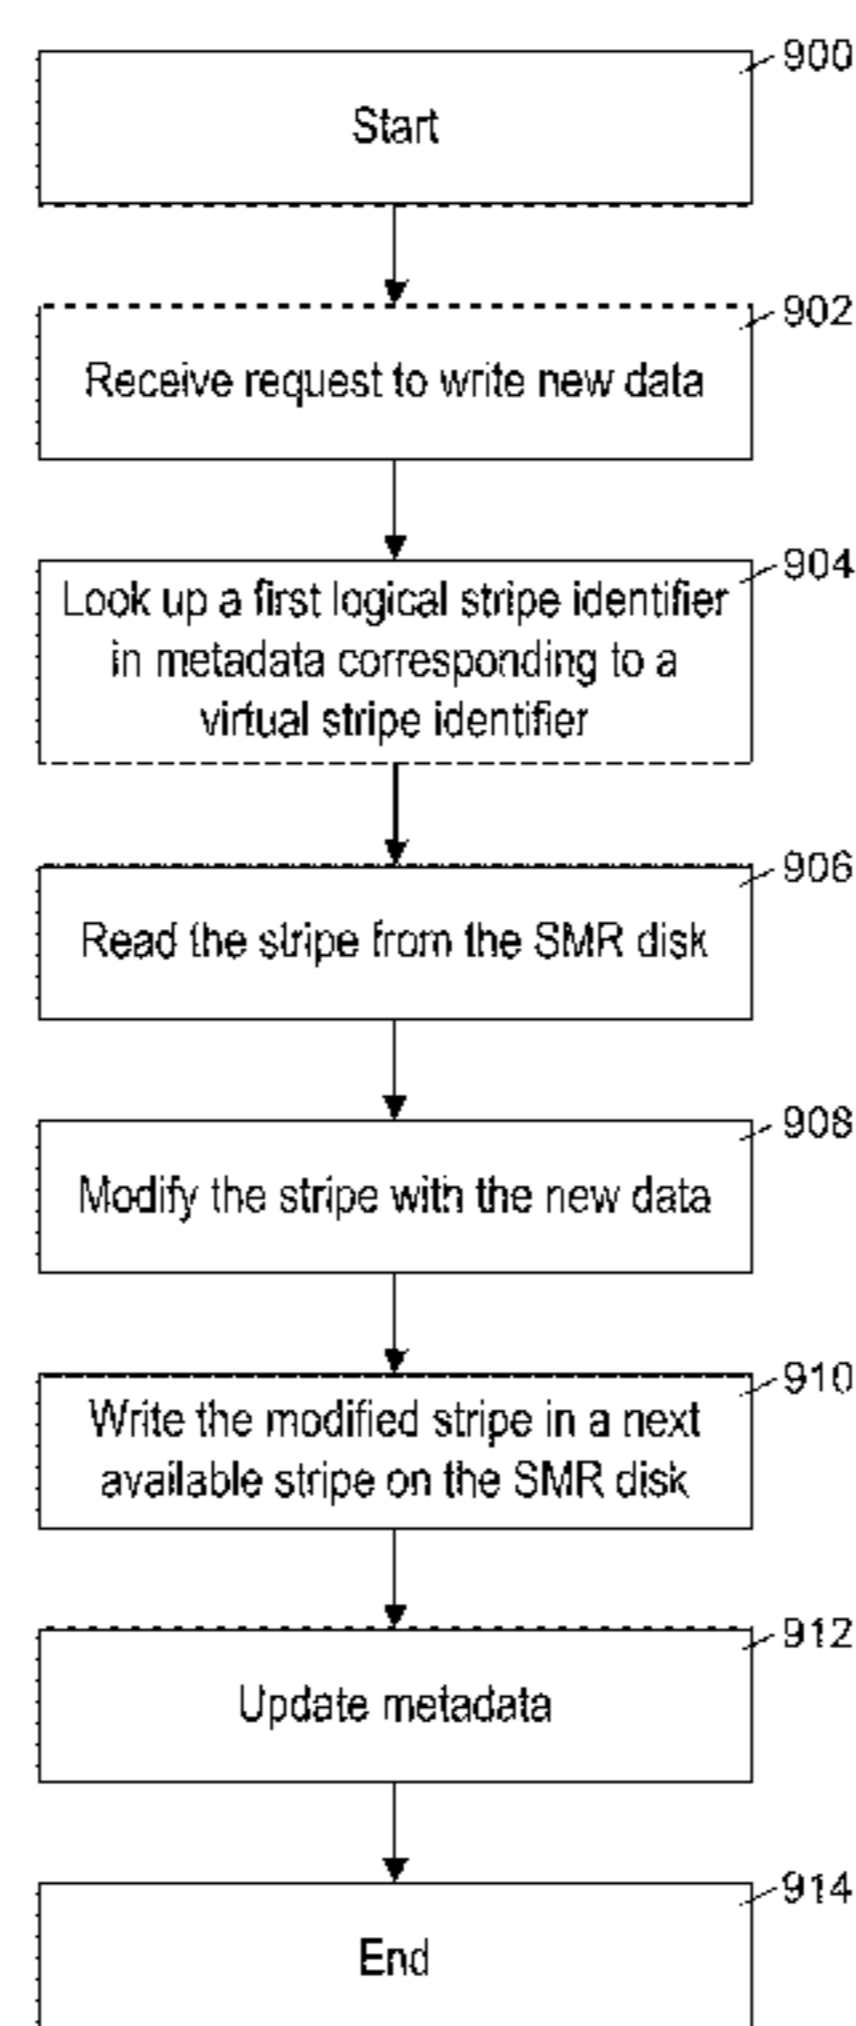 900
Start
902
Receive request to write new data
904
Look up a first logical stripe identifier
in metadata corresponding to a
virtual stripe identifier
906
Read the stripe from the SMR disk
908
Modify the stripe with the new data
910
Write the modified stripe in a next
available stripe on the SMR disk
912
Update metadata
914
End